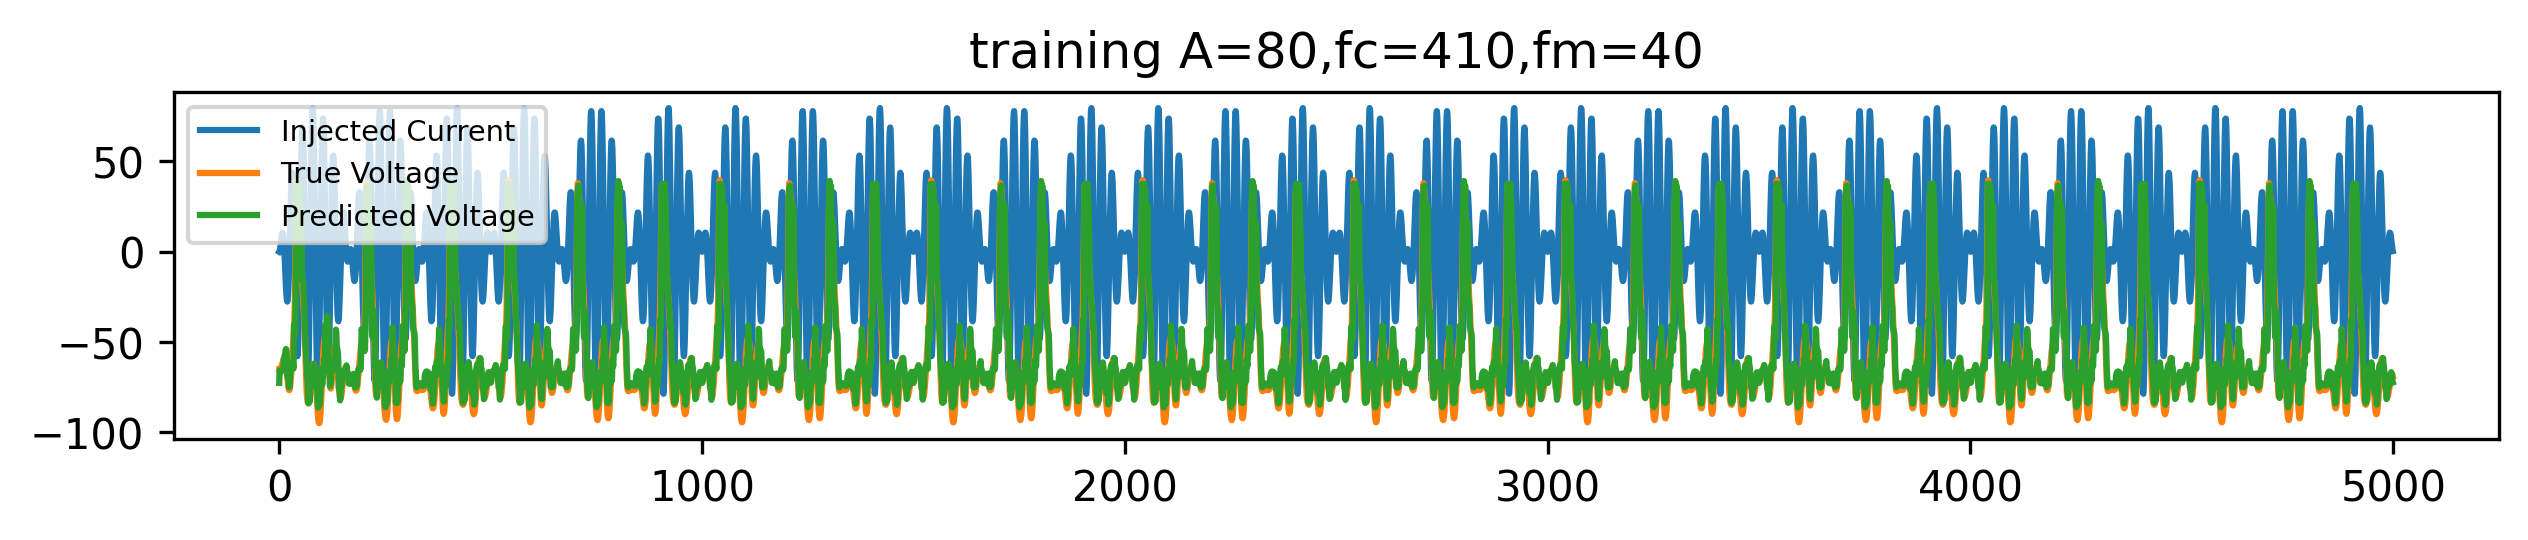 training A=80,fc=410,fm=40
Injected Current
True Voltage
Predicted Voltage
50
0
−50
−100
0 1000 2000 3000 4000 5000